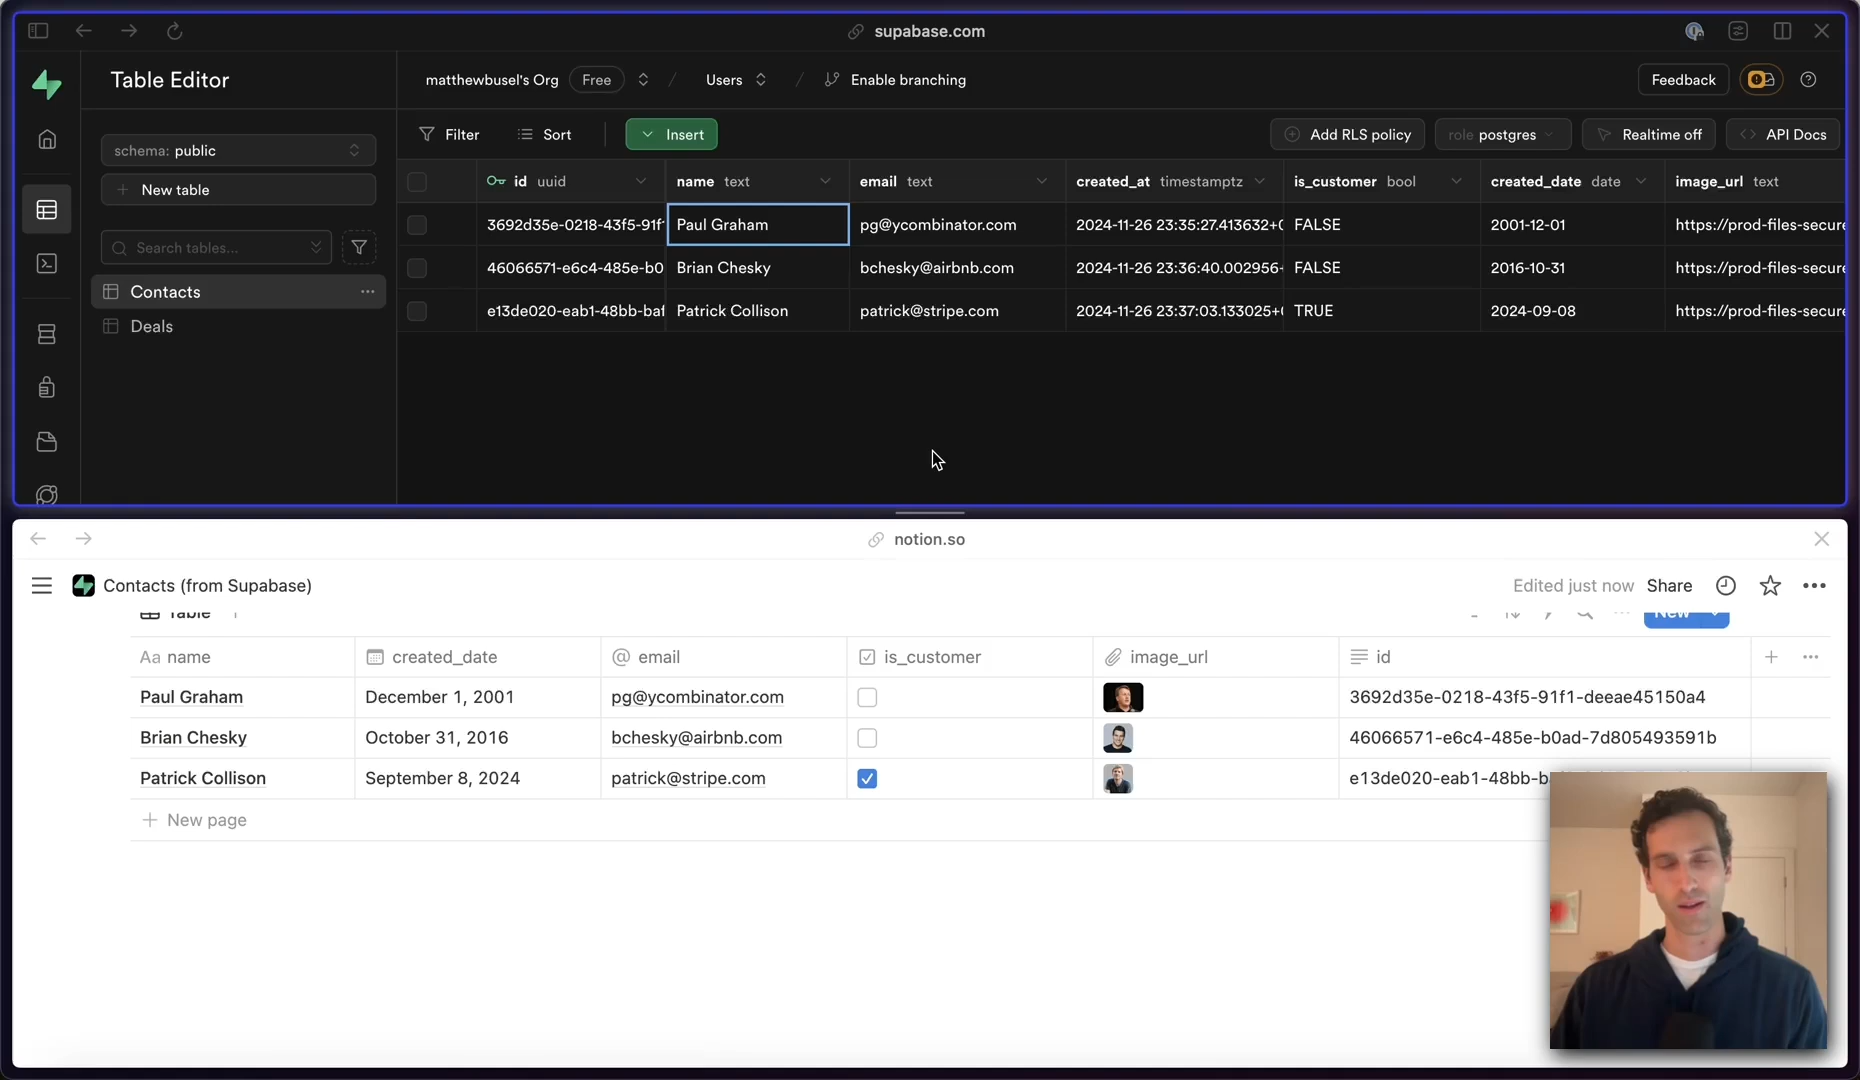 supabase.com
Table Editor
matthewbusel's Org Free / Users / Enable branching
Feedback
schema: public
New table
Search tables...
Contacts
Deals
Filter Sort Insert Add RLS policy role postgres Realtime off API Docs
id uuid name text email text created_at timestamptz is_customer bool created_date date image_url text
3692d35e-0218-43f5-91f1 Paul Graham pg@ycombinator.com 2024-11-26 23:35:27.413632+0 FALSE 2001-12-01 https://prod-files-secure
46066571-e6c4-485e-b0 Brian Chesky bchesky@airbnb.com 2024-11-26 23:36:40.002956+ FALSE 2016-10-31 https://prod-files-secure
e13de020-eab1-48bb-baf Patrick Collison patrick@stripe.com 2024-11-26 23:37:03.133025+0 TRUE 2024-09-08 https://prod-files-secure
notion.so
Contacts (from Supabase) Edited just now Share
Table New
Aa name created_date @ email is_customer image_url id
Paul Graham December 1, 2001 pg@ycombinator.com 3692d35e-0218-43f5-91f1-deeae45150a4
Brian Chesky October 31, 2016 bchesky@airbnb.com 46066571-e6c4-485e-b0ad-7d805493591b
Patrick Collison September 8, 2024 patrick@stripe.com e13de020-eab1-48bb-b
+ New page